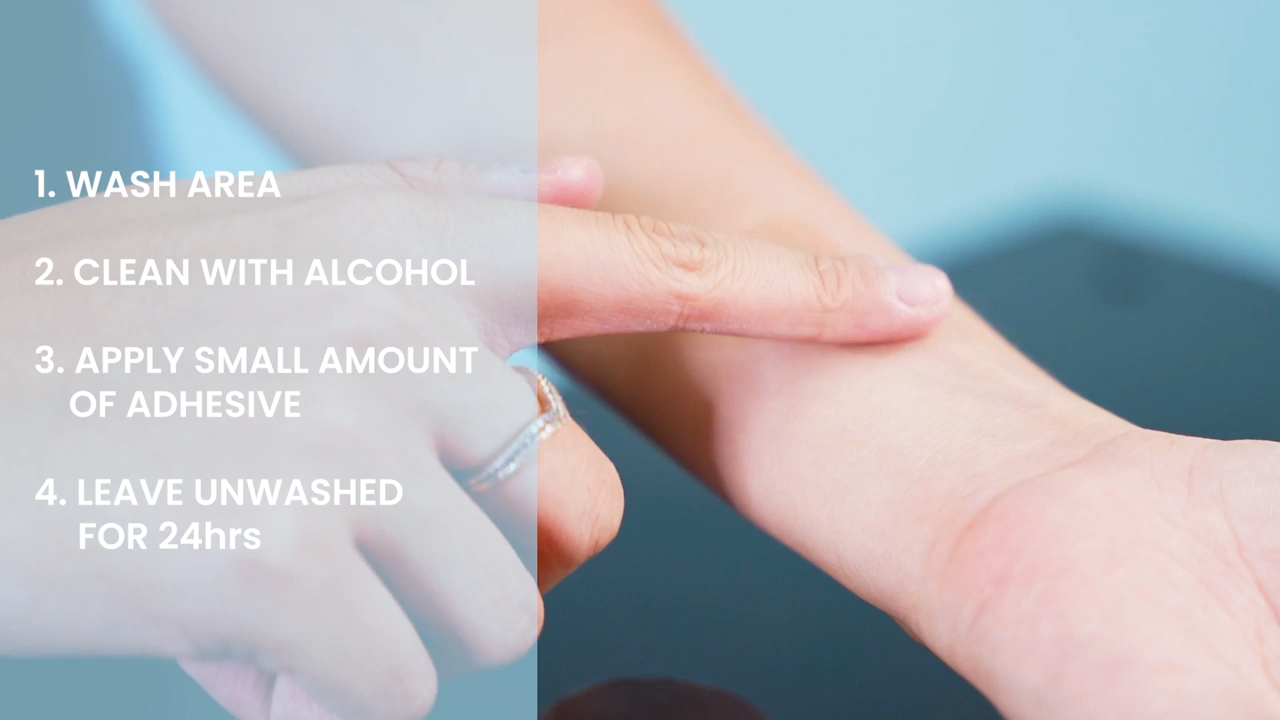 1. WASH AREA
2. CLEAN WITH ALCOHOL
3. APPLY SMALL AMOUNT
OF ADHESIVE
4. LEAVE UNWASHED
FOR 24hrs